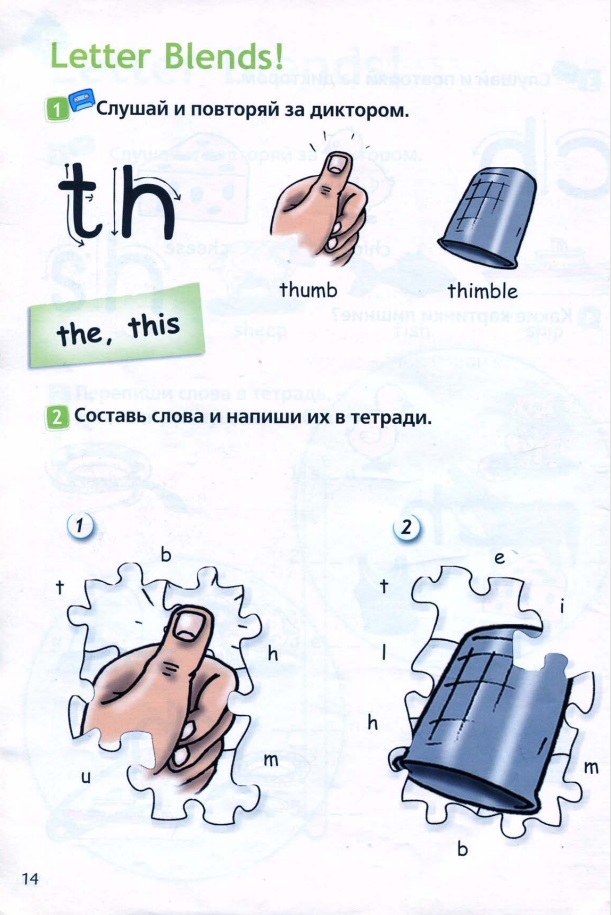 Letter Blends!
1 Слушай и повторяй за диктором.
th
thumb
thimble
the, this
2 Составь слова и напиши их в тетради.
1
2
b
e
t
t
i
h
l
h
u
m
m
b
14